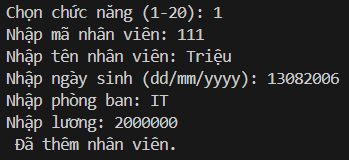 Chọn chức năng (1-20): 1
Nhập mã nhân viên: 111
Nhập tên nhân viên: Triệu
Nhập ngày sinh (dd/mm/yyyy): 13082006
Nhập phòng ban: IT
Nhập lương: 2000000
Đã thêm nhân viên.